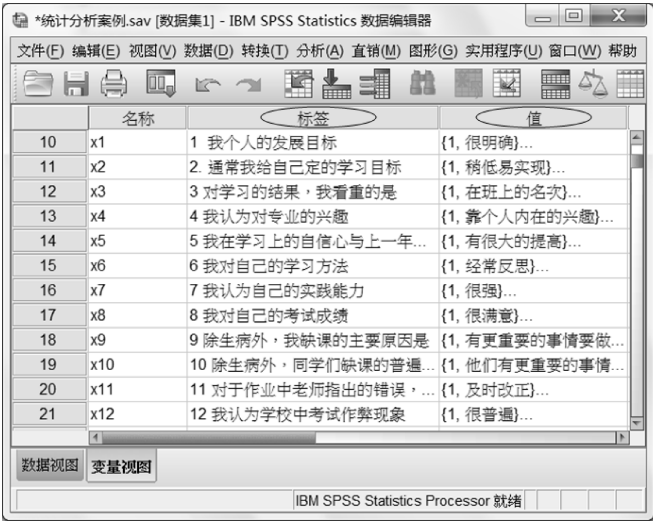 *统计分析案例.sav [数据集1] - IBM SPSS Statistics 数据编辑器
文件(F) 编辑(E) 视图(V) 数据(D) 转换(T) 分析(A) 直销(M) 图形(G) 实用程序(U) 窗口(W) 帮助
名称 标签 值
10 x1 1 我个人的发展目标 {1, 很明确}...
11 x2 2. 通常我给自己定的学习目标 {1, 稍低易实现}...
12 x3 3 对学习的结果，我看重的是 {1, 在班上的名次}...
13 x4 4 我认为对专业的兴趣 {1, 靠个人内在的兴趣}...
14 x5 5 我在学习上的自信心与上一年... {1, 有很大的提高}...
15 x6 6 我对自己的学习方法 {1, 经常反思}...
16 x7 7 我认为自己的实践能力 {1, 很强}...
17 x8 8 我对自己的考试成绩 {1, 很满意}...
18 x9 9 除生病外，我缺课的主要原因是 {1, 有更重要的事情要做...
19 x10 10 除生病外，同学们缺课的普遍... {1, 他们有更重要的事情...
20 x11 11 对于作业中老师指出的错误，... {1, 及时改正}...
21 x12 12 我认为学校中考试作弊现象 {1, 很普遍}...
数据视图 变量视图
IBM SPSS Statistics Processor 就绪